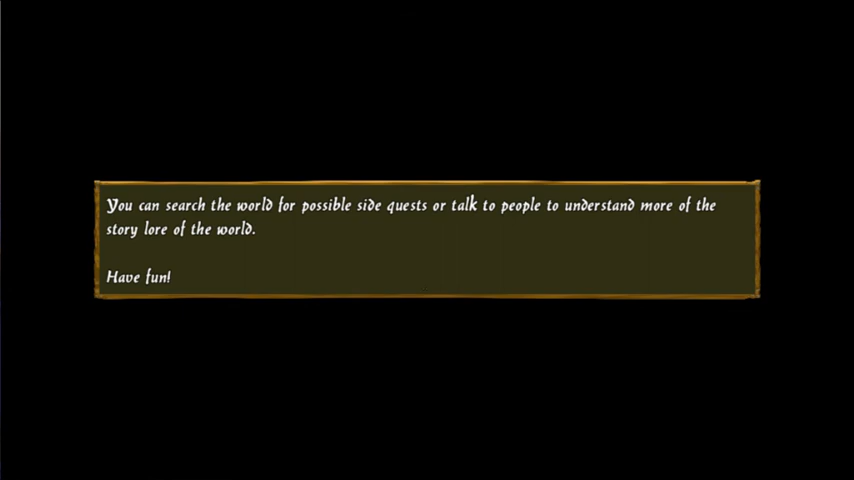 You can search the world for possible side quests or talk to people to understand more of the
story lore of the world.
Have fun!